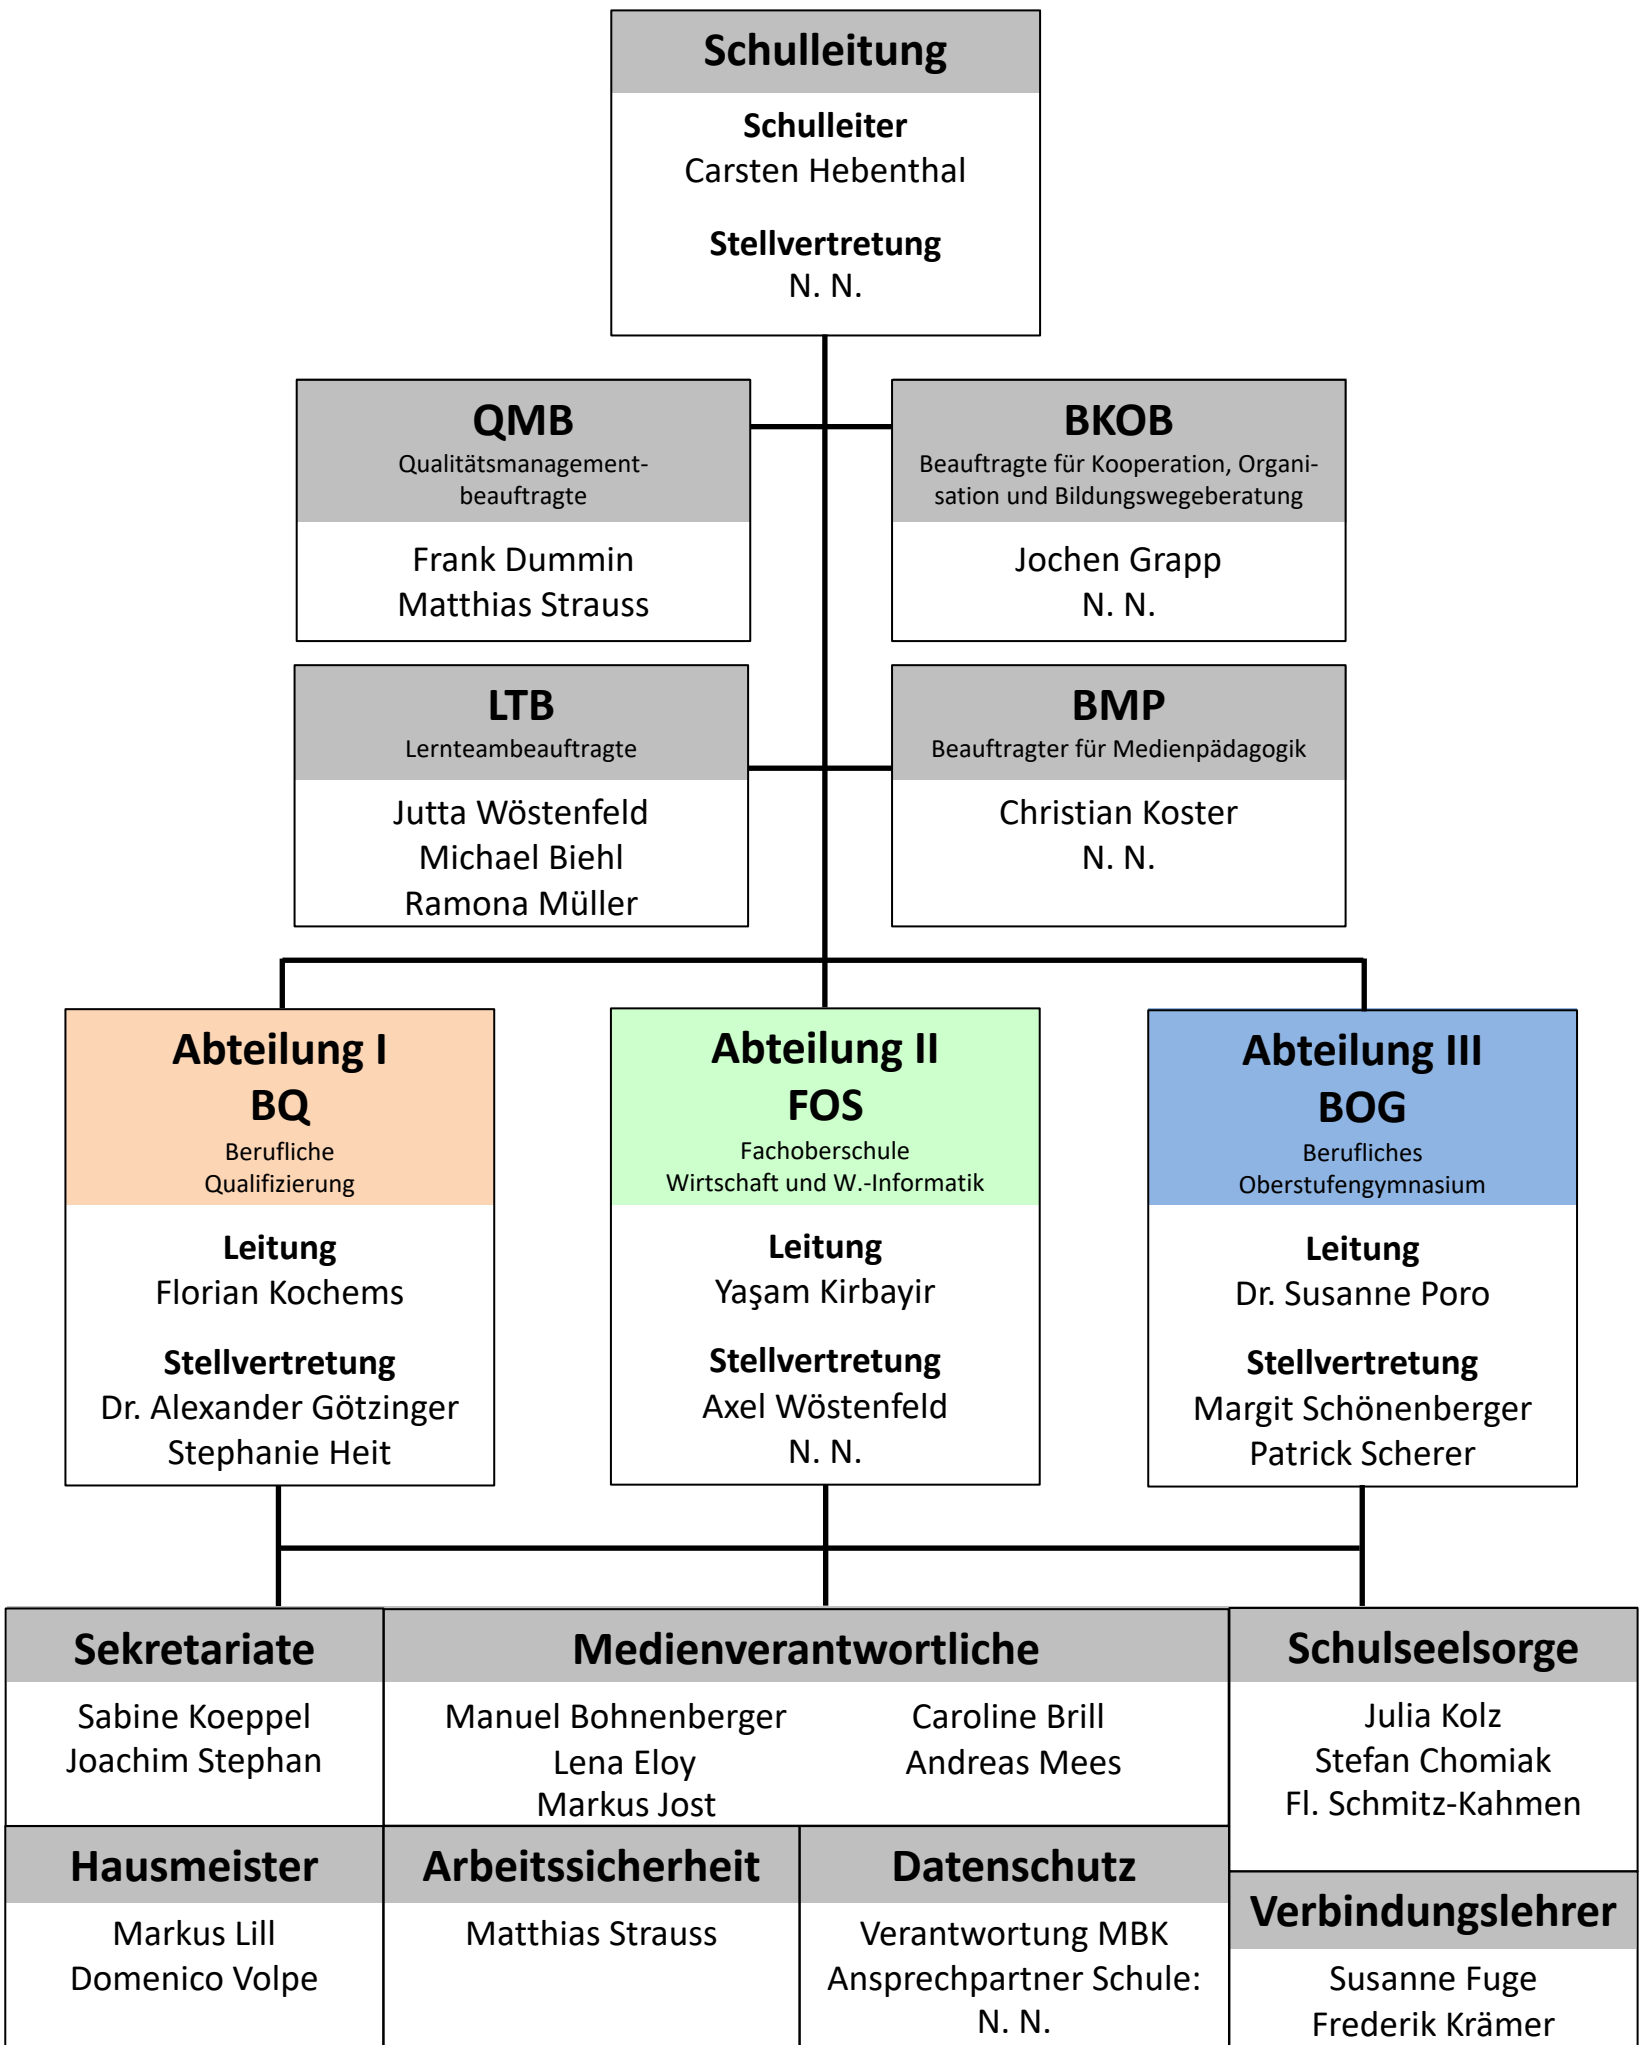 Schulleitung
Schulleiter
Carsten Hebenthal
Stellvertretung
N. N.
QMB
Qualitätsmanagement-
beauftragte
Frank Dummin
Matthias Strauss
BKOB
Beauftragte für Kooperation, Organi-
sation und Bildungswegeberatung
Jochen Grapp
N. N.
LTB
Lernteambeauftragte
Jutta Wöstenfeld
Michael Biehl
Ramona Müller
BMP
Beauftragter für Medienpädagogik
Christian Koster
N. N.
Abteilung I
BQ
Berufliche
Qualifizierung
Leitung
Florian Kochems
Stellvertretung
Dr. Alexander Götzinger
Stephanie Heit
Abteilung II
FOS
Fachoberschule
Wirtschaft und W.-Informatik
Leitung
Yaşam Kirbayir
Stellvertretung
Axel Wöstenfeld
N. N.
Abteilung III
BOG
Berufliches
Oberstufengymnasium
Leitung
Dr. Susanne Poro
Stellvertretung
Margit Schönenberger
Patrick Scherer
Sekretariate
Sabine Koeppel
Joachim Stephan
Medienverantwortliche
Manuel Bohnenberger
Lena Eloy
Markus Jost
Caroline Brill
Andreas Mees
Schulseelsorge
Julia Kolz
Stefan Chomiak
Fl. Schmitz-Kahmen
Hausmeister
Markus Lill
Domenico Volpe
Arbeitssicherheit
Matthias Strauss
Datenschutz
Verantwortung MBK
Ansprechpartner Schule:
N. N.
Verbindungslehrer
Susanne Fuge
Frederik Krämer